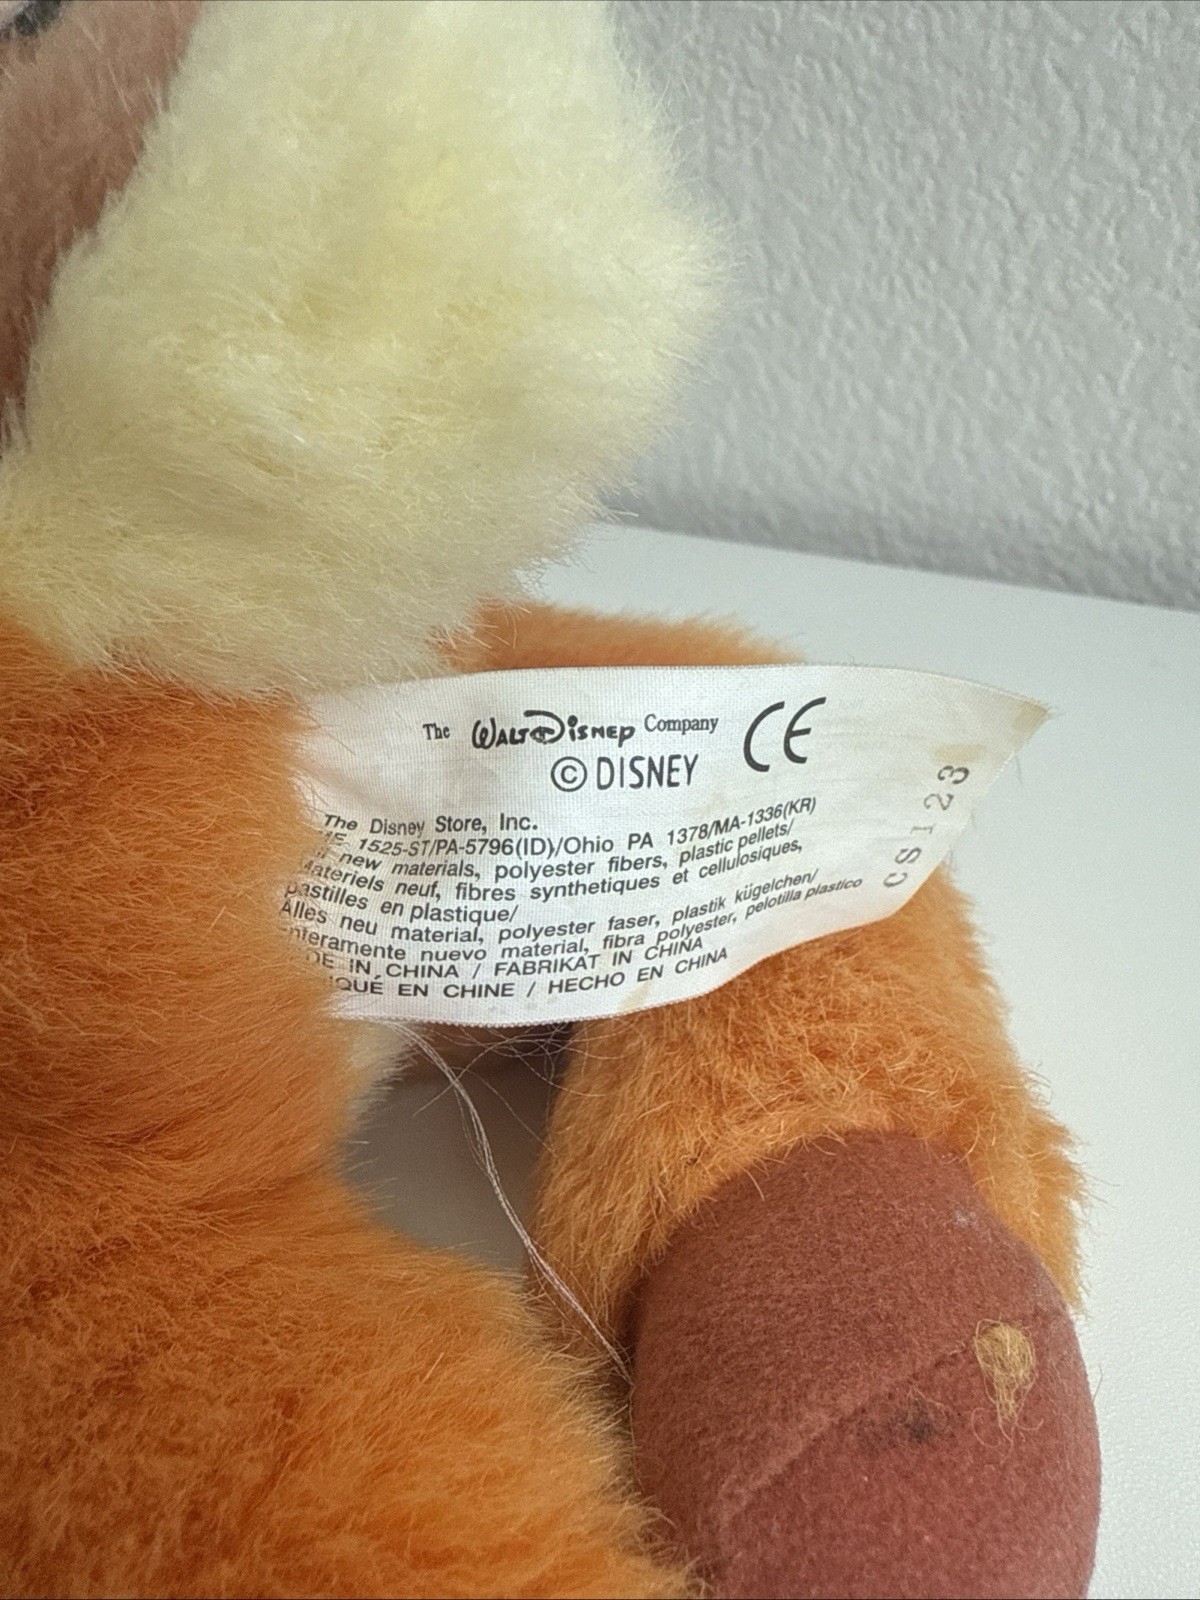 The WALT DISNEY Company CE
© DISNEY
The Disney Store, Inc.
1525-ST/PA-5796(ID)/Ohio PA 1378/MA-1336(KR)
new materials, polyester fibers, plastic pellets/
Materiels neuf, fibres synthetiques et cellulosiques,
pastilles en plastique/
Alles neu material, polyester faser, plastik kügelchen/
nteramente nuevo material, fibra polyester, pelotilla plastico
DE IN CHINA / FABRIKAT IN CHINA
QUÉ EN CHINE / HECHO EN CHINA
CS123